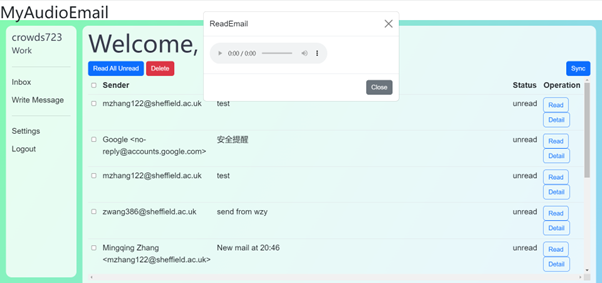 MyAudioEmail
crowds723
Work
Inbox
Write Message
Settings
Logout
Welcome,
ReadEmail
0:00 / 0:00
Close
Read All Unread Delete Sync
Sender Status Operation
mzhang122@sheffield.ac.uk test unread Read
Detail
Google <no-reply@accounts.google.com> 安全提醒 unread Read
Detail
mzhang122@sheffield.ac.uk test unread Read
Detail
zwang386@sheffield.ac.uk send from wzy unread Read
Detail
Mingqing Zhang New mail at 20:46 unread Read
<mzhang122@sheffield.ac.uk> Detail